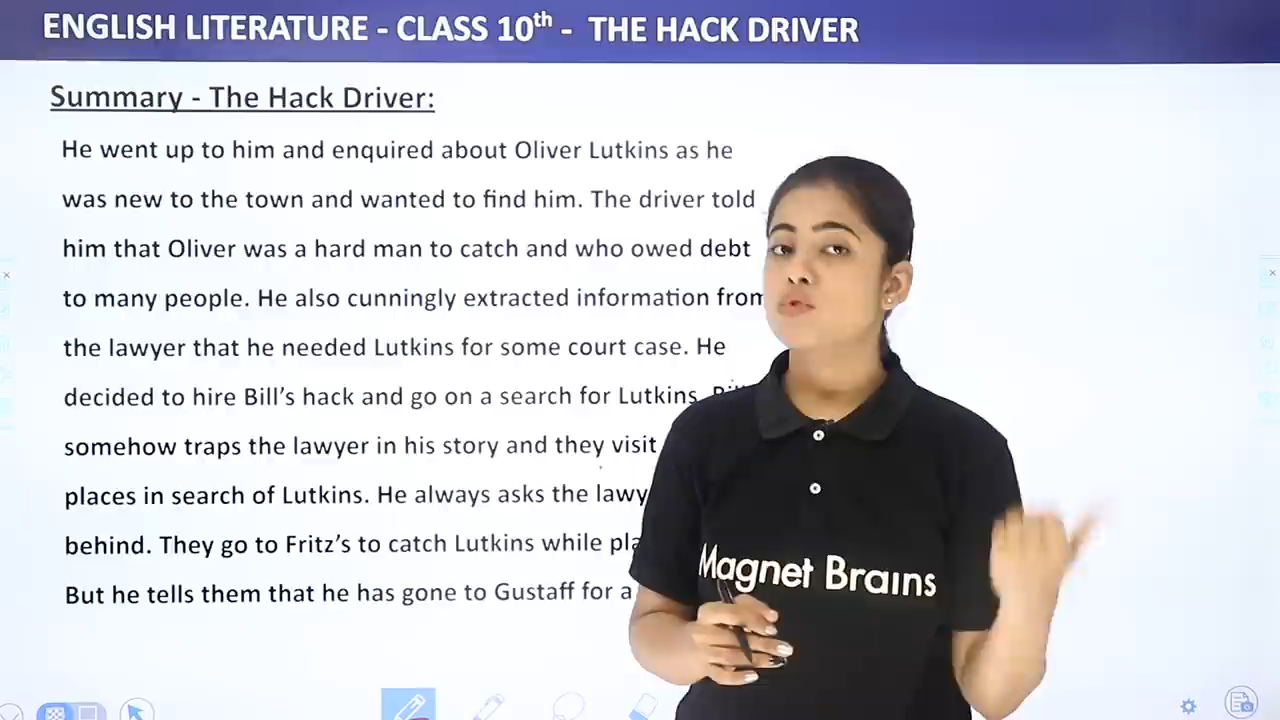 ENGLISH LITERATURE - CLASS 10th - THE HACK DRIVER
Summary - The Hack Driver:
He went up to him and enquired about Oliver Lutkins as he
was new to the town and wanted to find him. The driver told
him that Oliver was a hard man to catch and who owed debt
to many people. He also cunningly extracted information from
the lawyer that he needed Lutkins for some court case. He
decided to hire Bill's hack and go on a search for Lutkins.
somehow traps the lawyer in his story and they visit
places in search of Lutkins. He always asks the
behind. They go to Fritz's to catch Lutkins while
But he tells them that he has gone to Gustaff for a
Magnet Brains